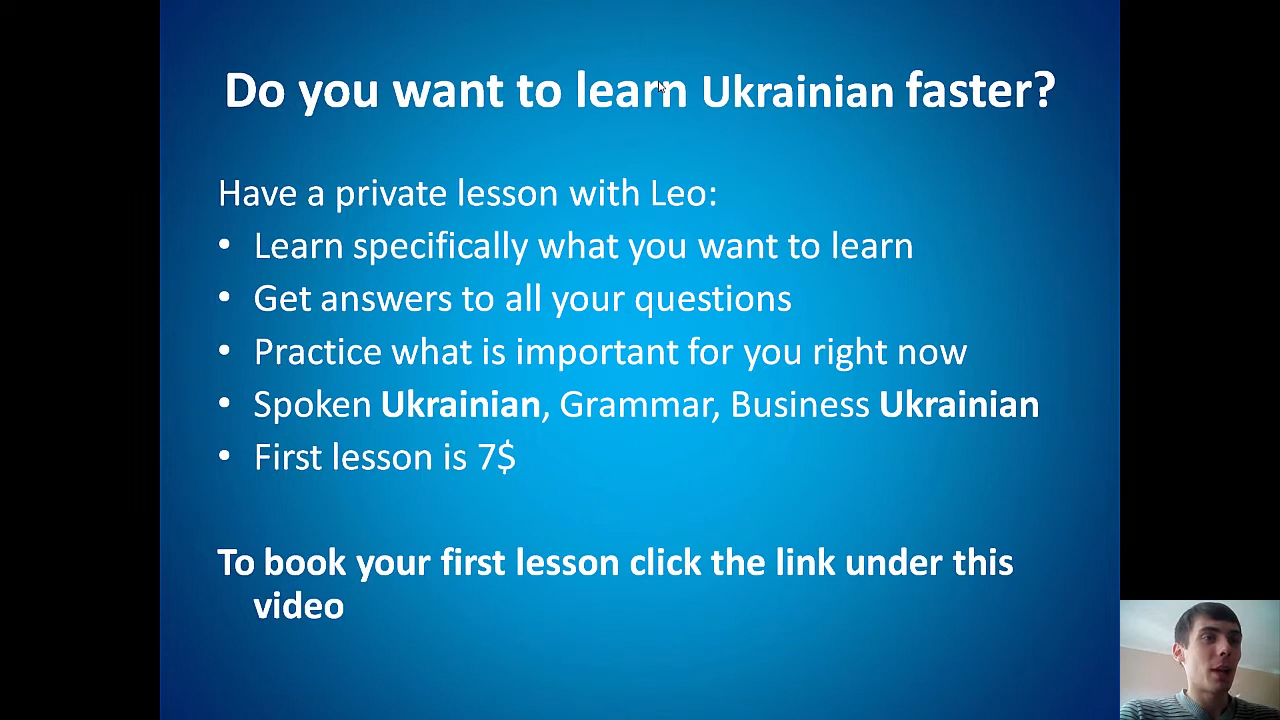 Do you want to learn Ukrainian faster?
Have a private lesson with Leo:
• Learn specifically what you want to learn
• Get answers to all your questions
• Practice what is important for you right now
• Spoken Ukrainian, Grammar, Business Ukrainian
• First lesson is 7$
To book your first lesson click the link under this
video